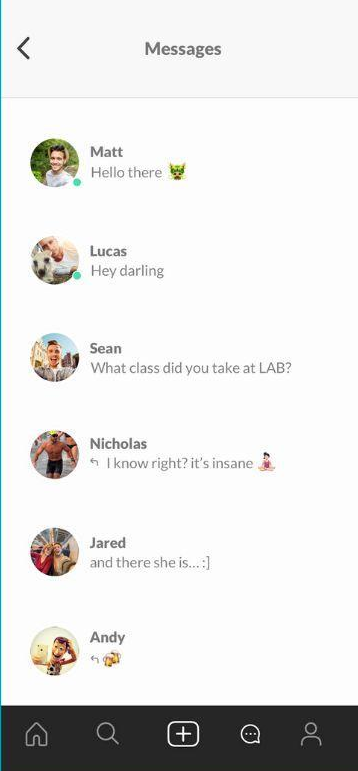 Messages
Matt
Hello there
Lucas
Hey darling
Sean
What class did you take at LAB?
Nicholas
I know right? it's insane
Jared
and there she is... :]
Andy